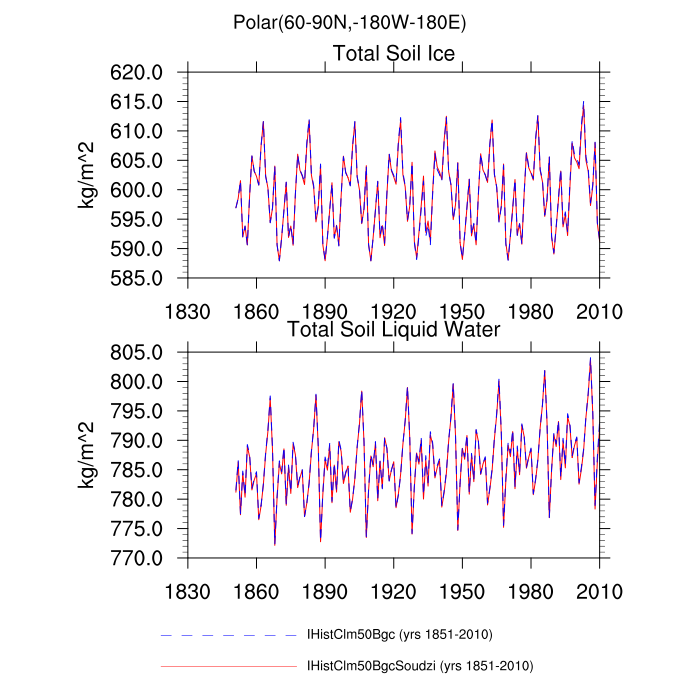 Polar(60-90N,-180W-180E)
Total Soil Ice
620.0
615.0
610.0
605.0
600.0
595.0
590.0
585.0
kg/m^2
1830 1860 1890 1920 1950 1980 2010
Total Soil Liquid Water
805.0
800.0
795.0
790.0
785.0
780.0
775.0
770.0
kg/m^2
1830 1860 1890 1920 1950 1980 2010
IHistClm50Bgc (yrs 1851-2010)
IHistClm50BgcSoudzi (yrs 1851-2010)